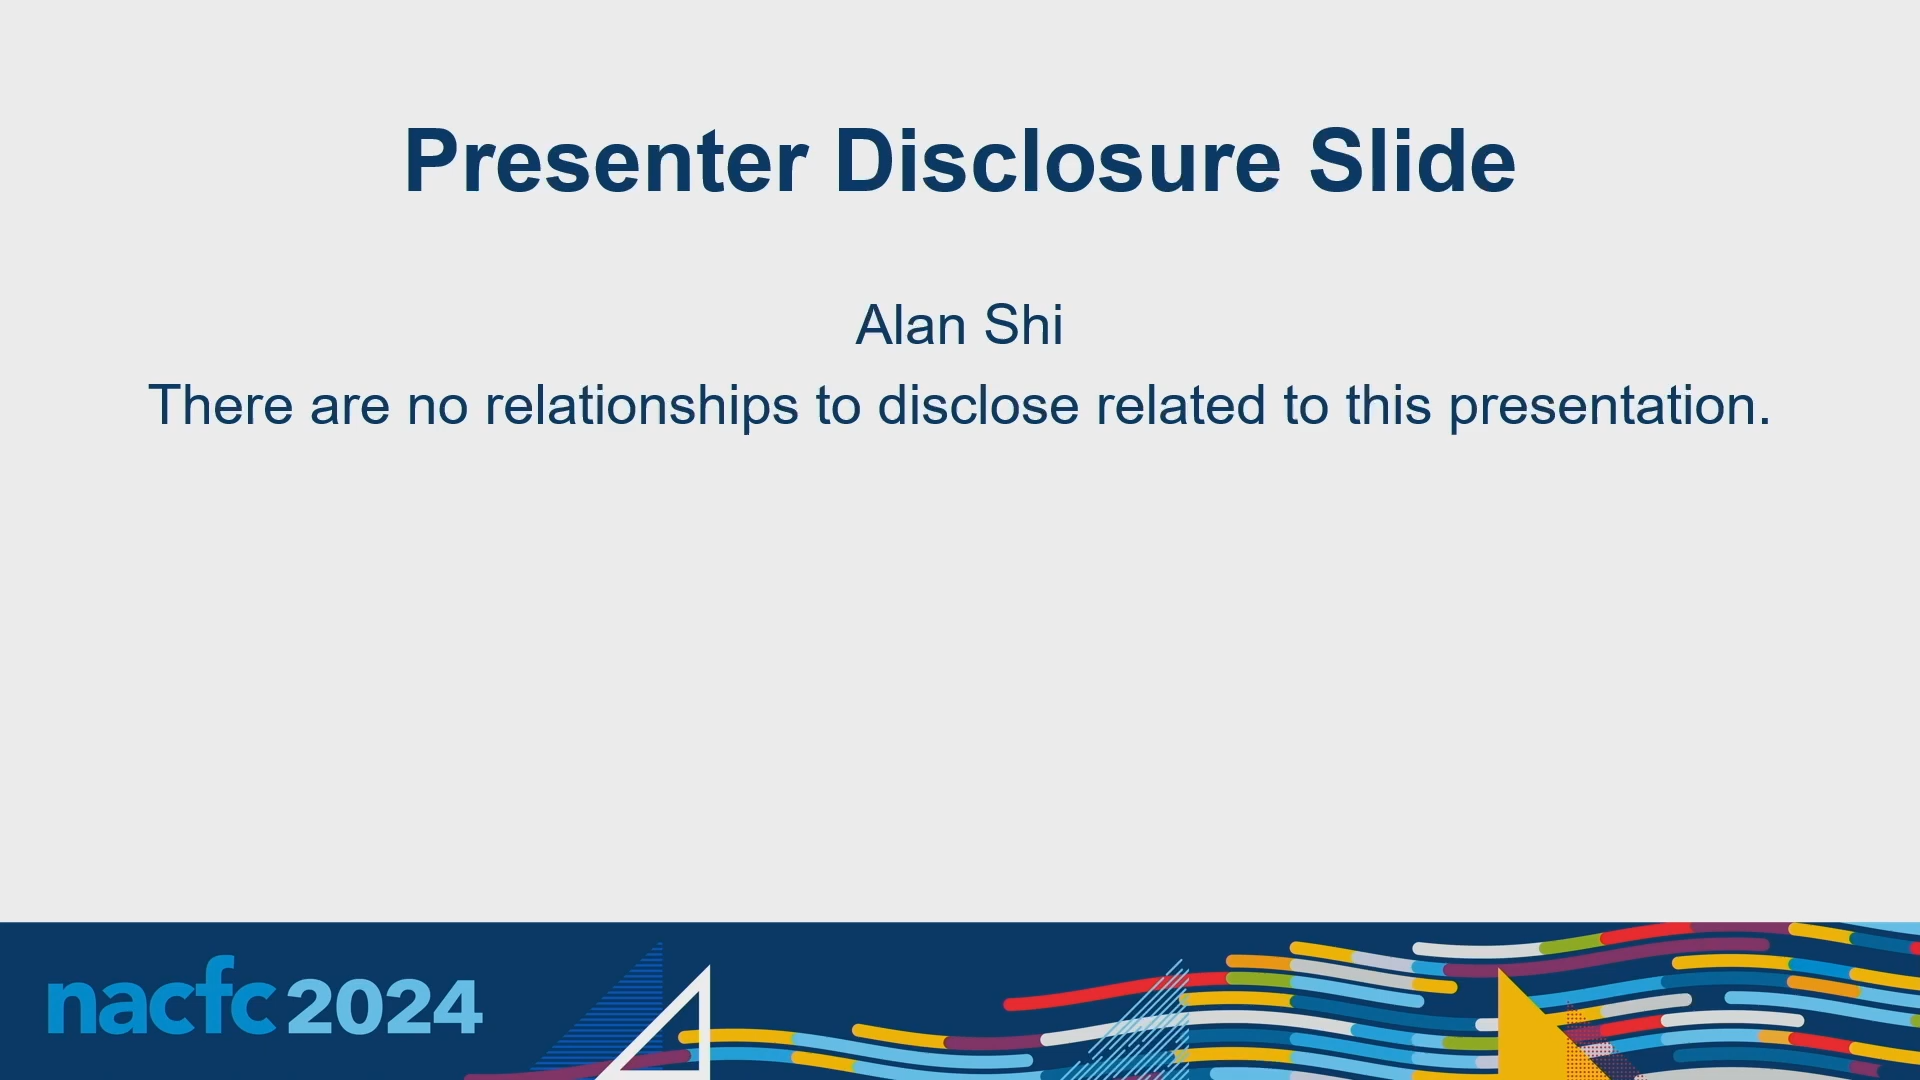 Presenter Disclosure Slide
Alan Shi
There are no relationships to disclose related to this presentation.
nacfc 2024